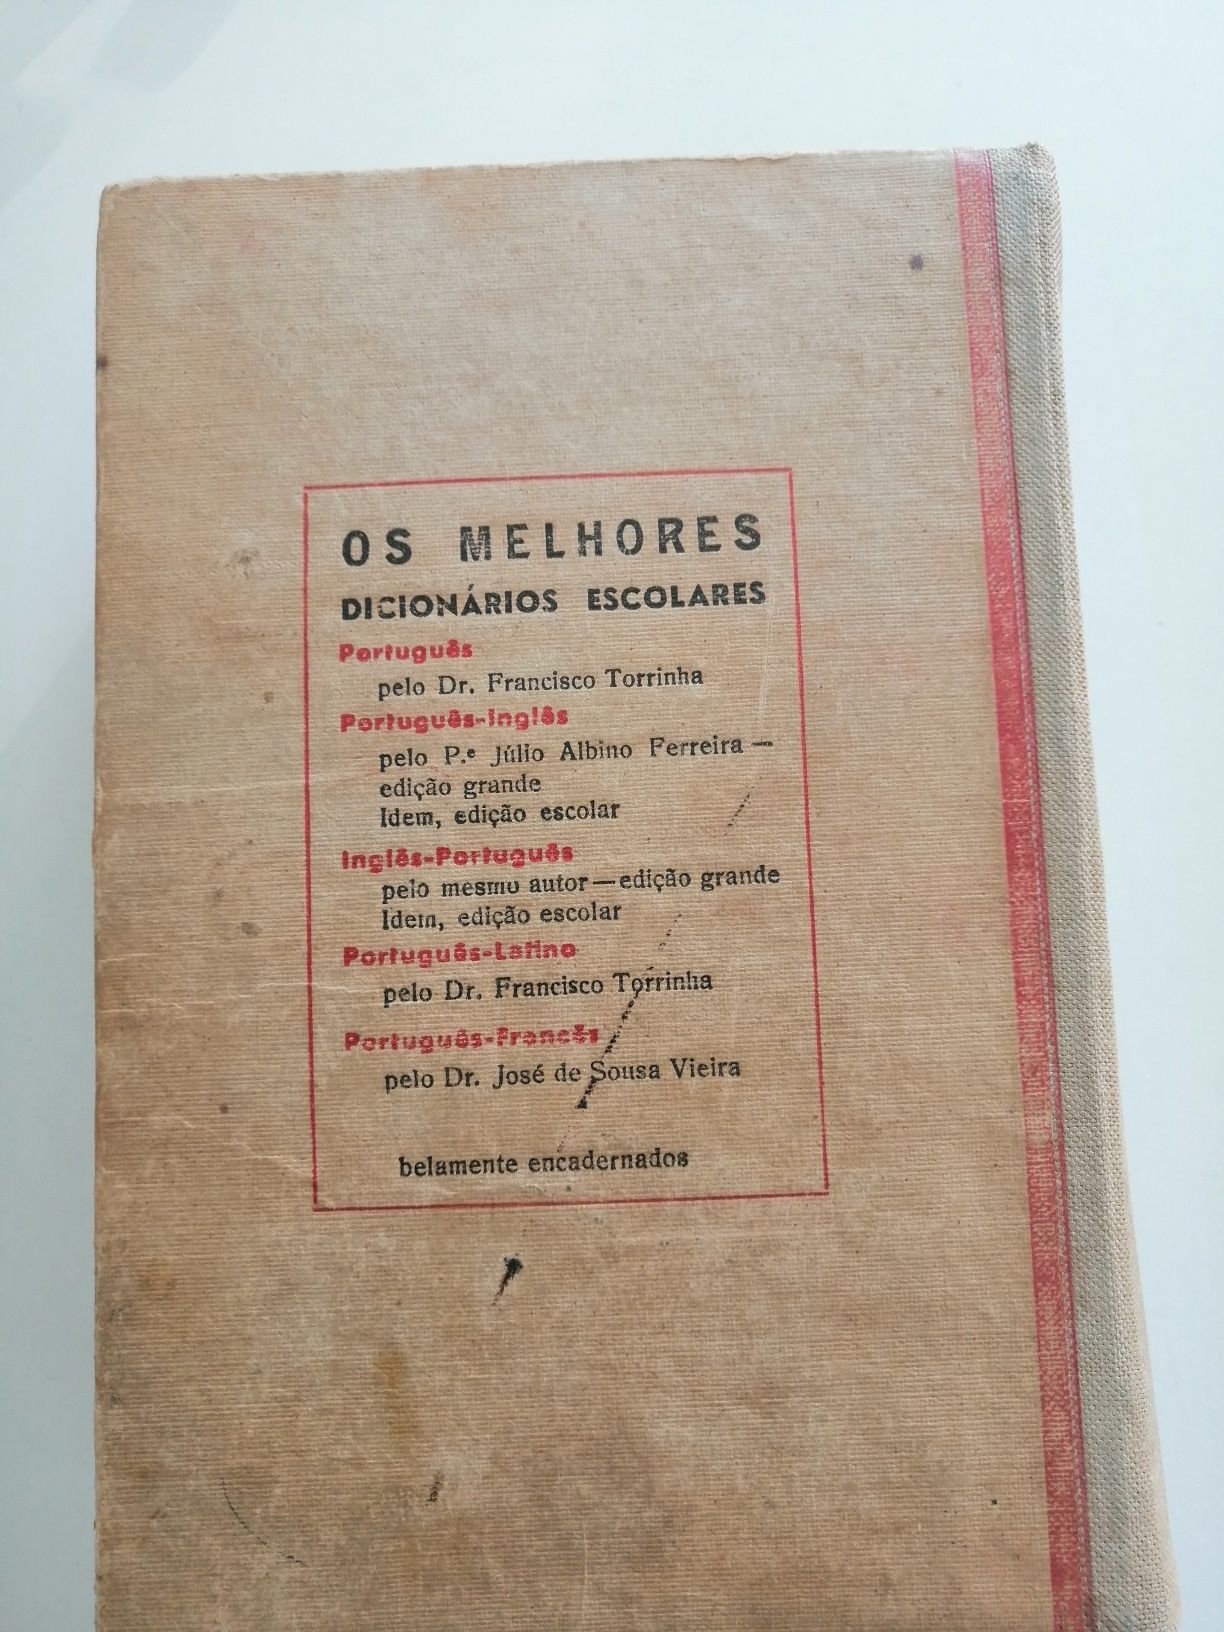 OS MELHORES
DICIONÁRIOS ESCOLARES
Português
pelo Dr. Francisco Torrinha
Português-Inglês
pelo P.e Júlio Albino Ferreira —
edição grande
Idem, edição escolar
Inglês-Português
pelo mesmo autor — edição grande
Idem, edição escolar
Português-Latino
pelo Dr. Francisco Torrinha
Português-Francês
pelo Dr. José de Sousa Vieira
belamente encadernados